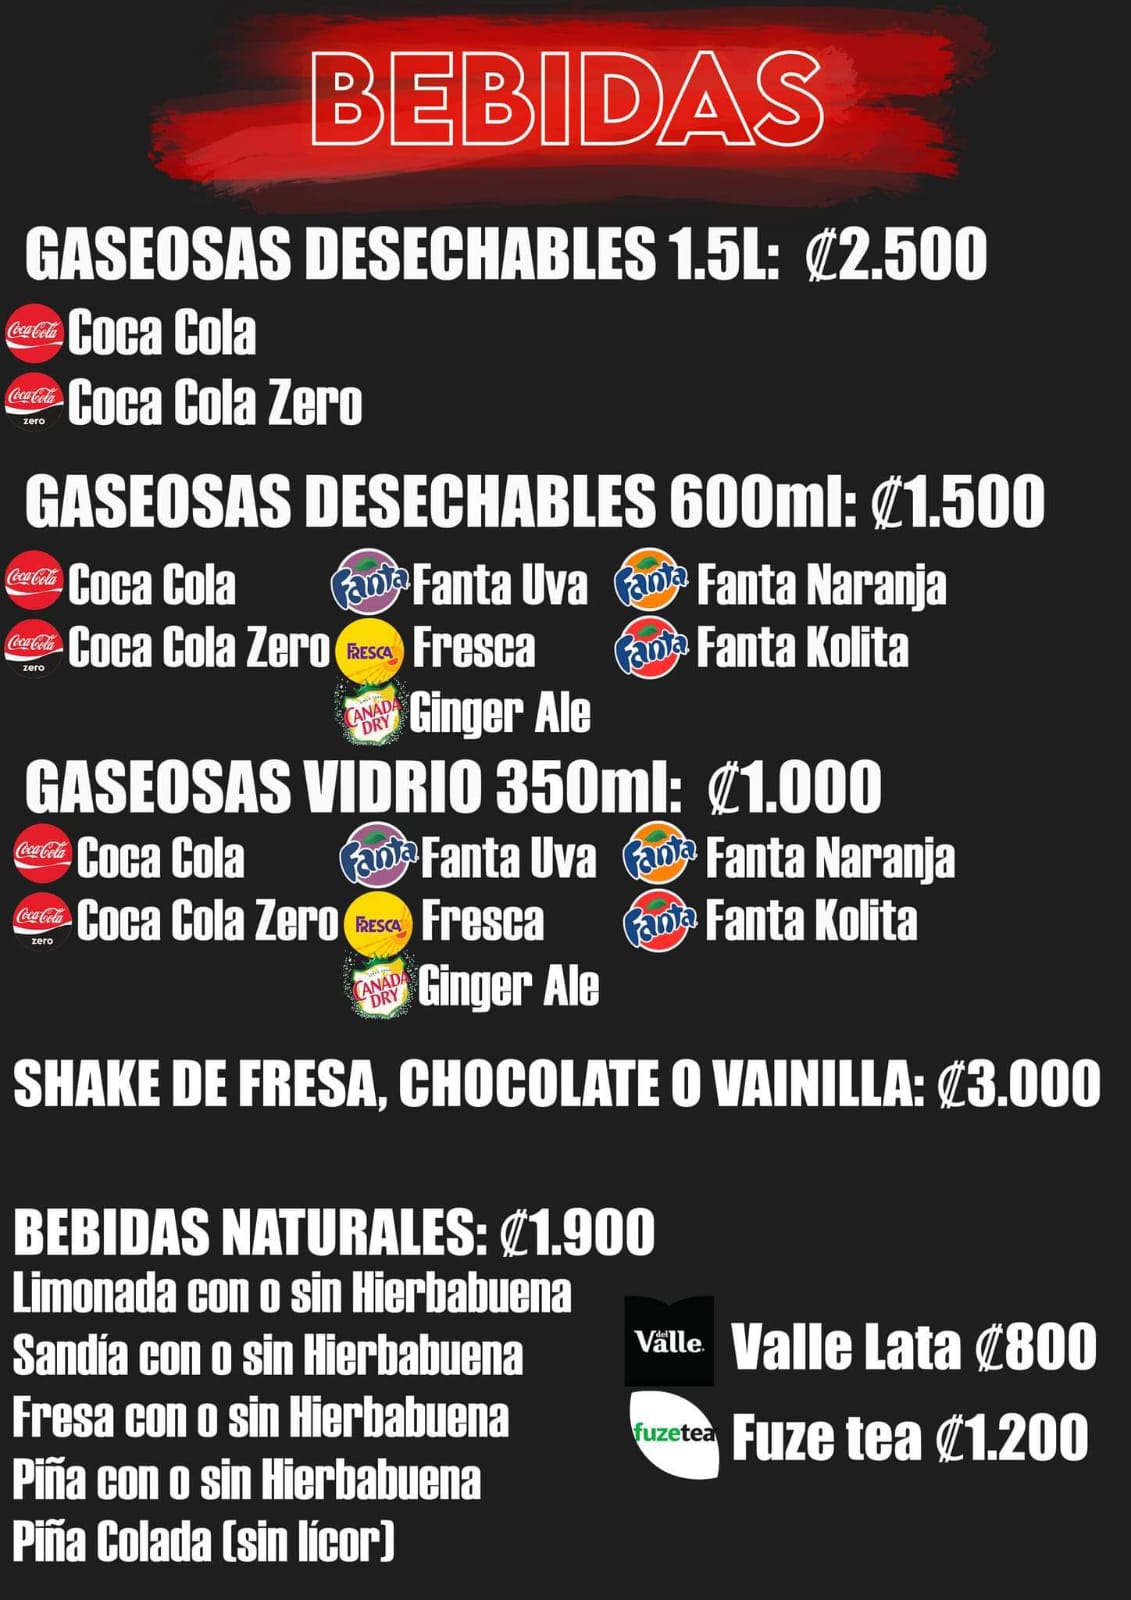 BEBIDAS
GASEOSAS DESECHABLES 1.5L: ₡2.500
Coca-Cola Coca Cola
Coca-Cola zero Coca Cola Zero
GASEOSAS DESECHABLES 600ml: ₡1.500
Coca-Cola Coca Cola Fanta Fanta Uva Fanta Fanta Naranja
Coca-Cola zero Coca Cola Zero FRESCA Fresca Fanta Fanta Kolita
CANADA DRY Ginger Ale
GASEOSAS VIDRIO 350ml: ₡1.000
Coca-Cola Coca Cola Fanta Fanta Uva Fanta Fanta Naranja
Coca-Cola zero Coca Cola Zero FRESCA Fresca Fanta Fanta Kolita
CANADA DRY Ginger Ale
SHAKE DE FRESA, CHOCOLATE O VAINILLA: ₡3.000
BEBIDAS NATURALES: ₡1.900
Limonada con o sin Hierbabuena
Sandía con o sin Hierbabuena
Fresa con o sin Hierbabuena
Piña con o sin Hierbabuena
Piña Colada (sin lícor)
del Valle Valle Lata ₡800
fuzetea Fuze tea ₡1.200